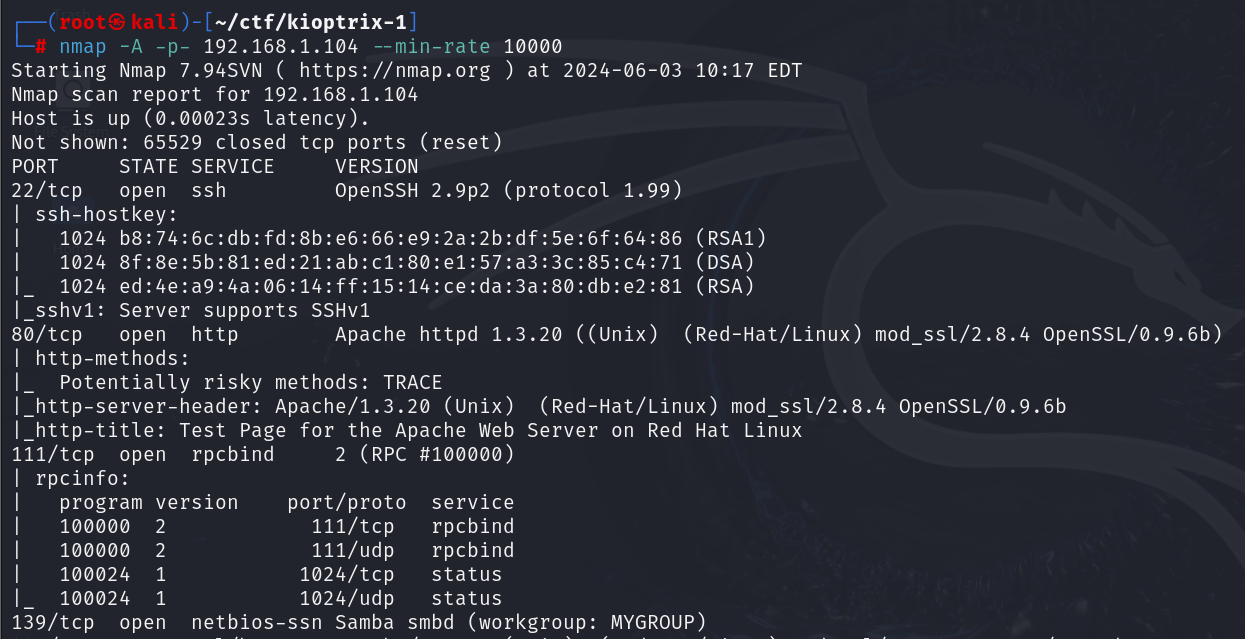 ┌──(root㉿kali)-[~/ctf/kioptrix-1]
└─# nmap -A -p- 192.168.1.104 --min-rate 10000
Starting Nmap 7.94SVN ( https://nmap.org ) at 2024-06-03 10:17 EDT
Nmap scan report for 192.168.1.104
Host is up (0.00023s latency).
Not shown: 65529 closed tcp ports (reset)
PORT     STATE SERVICE     VERSION
22/tcp   open  ssh         OpenSSH 2.9p2 (protocol 1.99)
| ssh-hostkey:
|   1024 b8:74:6c:db:fd:8b:e6:66:e9:2a:2b:df:5e:6f:64:86 (RSA1)
|   1024 8f:8e:5b:81:ed:21:ab:c1:80:e1:57:a3:3c:85:c4:71 (DSA)
|_  1024 ed:4e:a9:4a:06:14:ff:15:14:ce:da:3a:80:db:e2:81 (RSA)
|_sshv1: Server supports SSHv1
80/tcp   open  http        Apache httpd 1.3.20 ((Unix)  (Red-Hat/Linux) mod_ssl/2.8.4 OpenSSL/0.9.6b)
| http-methods:
|_  Potentially risky methods: TRACE
|_http-server-header: Apache/1.3.20 (Unix)  (Red-Hat/Linux) mod_ssl/2.8.4 OpenSSL/0.9.6b
|_http-title: Test Page for the Apache Web Server on Red Hat Linux
111/tcp  open  rpcbind     2 (RPC #100000)
| rpcinfo:
|   program version    port/proto  service
|   100000  2            111/tcp   rpcbind
|   100000  2            111/udp   rpcbind
|   100024  1           1024/tcp   status
|_  100024  1           1024/udp   status
139/tcp  open  netbios-ssn Samba smbd (workgroup: MYGROUP)